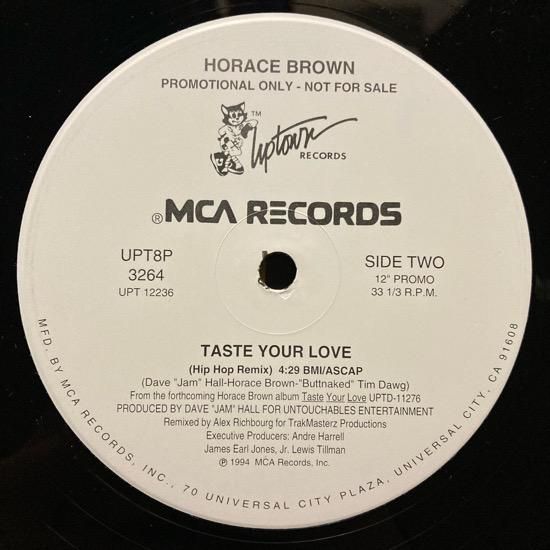 HORACE BROWN
PROMOTIONAL ONLY - NOT FOR SALE
™
Uptown
RECORDS
®MCA RECORDS
UPT8P
3264
UPT 12236
SIDE TWO
12" PROMO
33 1/3 R.P.M.
TASTE YOUR LOVE
(Hip Hop Remix) 4:29 BMI/ASCAP
(Dave "Jam" Hall-Horace Brown-"Buttnaked" Tim Dawg)
From the forthcoming Horace Brown album Taste Your Love UPTD-11276
PRODUCED BY DAVE "JAM" HALL FOR UNTOUCHABLES ENTERTAINMENT
Remixed by Alex Richbourg for TrakMasterz Productions
Executive Producers: Andre Harrell
James Earl Jones, Jr. Lewis Tillman
℗ 1994 MCA Records, Inc.
MFD. BY MCA RECORDS, INC., 70 UNIVERSAL CITY PLAZA, UNIVERSAL CITY, CA 91608